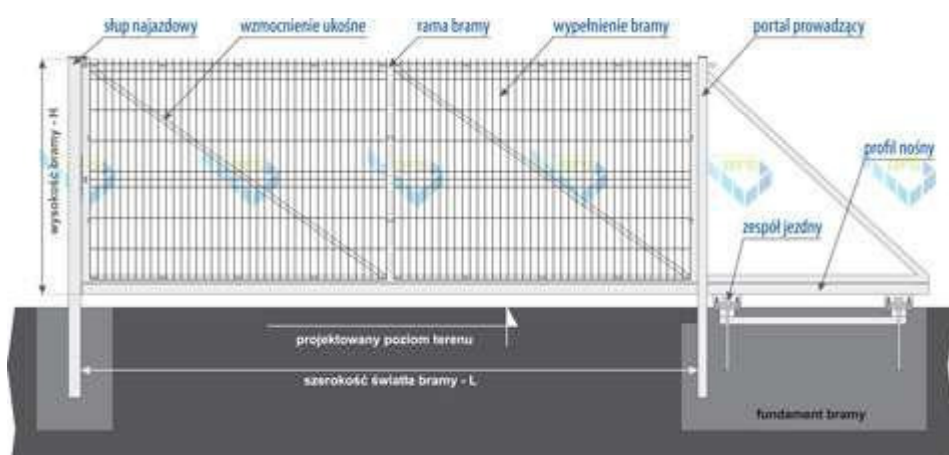 słup najazdowy
wzmocnienie ukośne
rama bramy
wypełnienie bramy
portal prowadzący
wysokość bramy - H
profil nośny
zespół jezdny
projektowany poziom terenu
szerokość światła bramy - L
fundament bramy